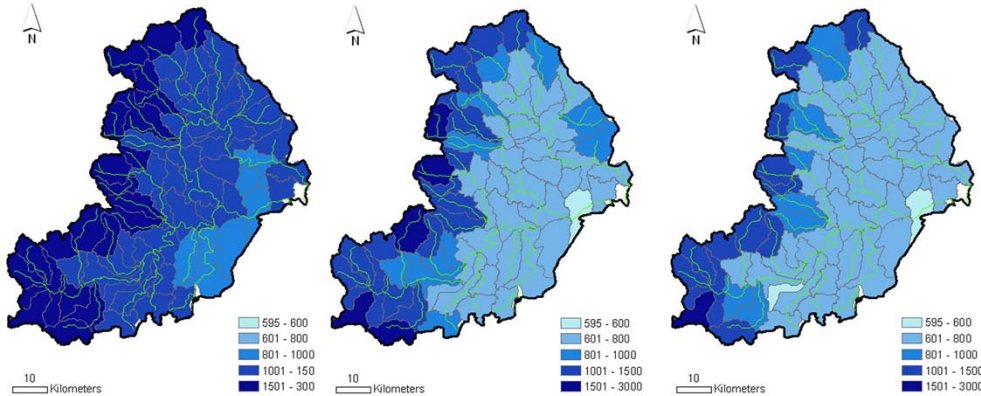 N
595 - 600
601 - 800
801 - 1000
1001 - 150
1501 - 300
10
Kilometers
N
595 - 600
601 - 800
801 - 1000
1001 - 1500
1501 - 3000
10
Kilometers
N
595 - 600
601 - 800
801 - 1000
1001 - 1500
1501 - 3000
10
Kilometers